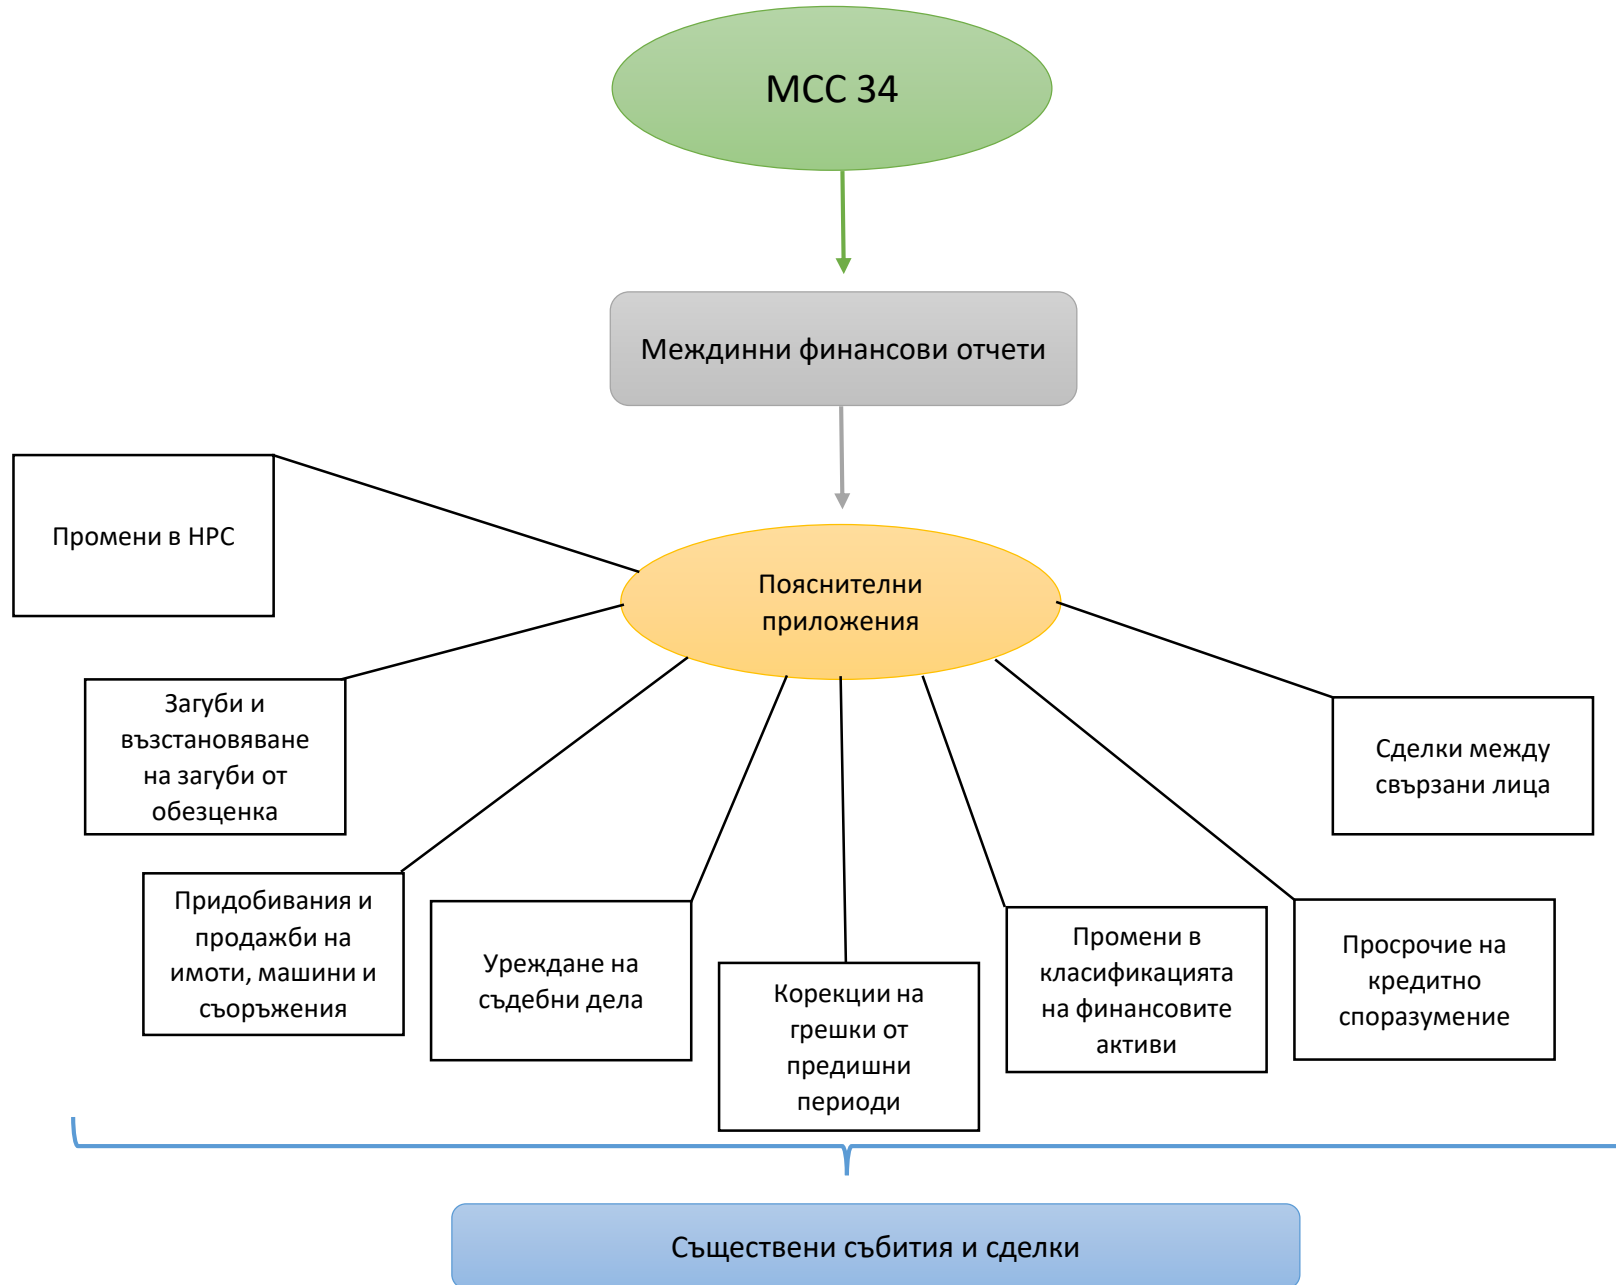 МСС 34
Междинни финансови отчети
Промени в НРС
Пояснителни
приложения
Загуби и
възстановяване
на загуби от
обезценка
Сделки между
свързани лица
Придобивания и
продажби на
имоти, машини и
съоръжения
Уреждане на
съдебни дела
Корекции на
грешки от
предишни
периоди
Промени в
класификацията
на финансовите
активи
Просрочие на
кредитно
споразумение
Съществени събития и сделки